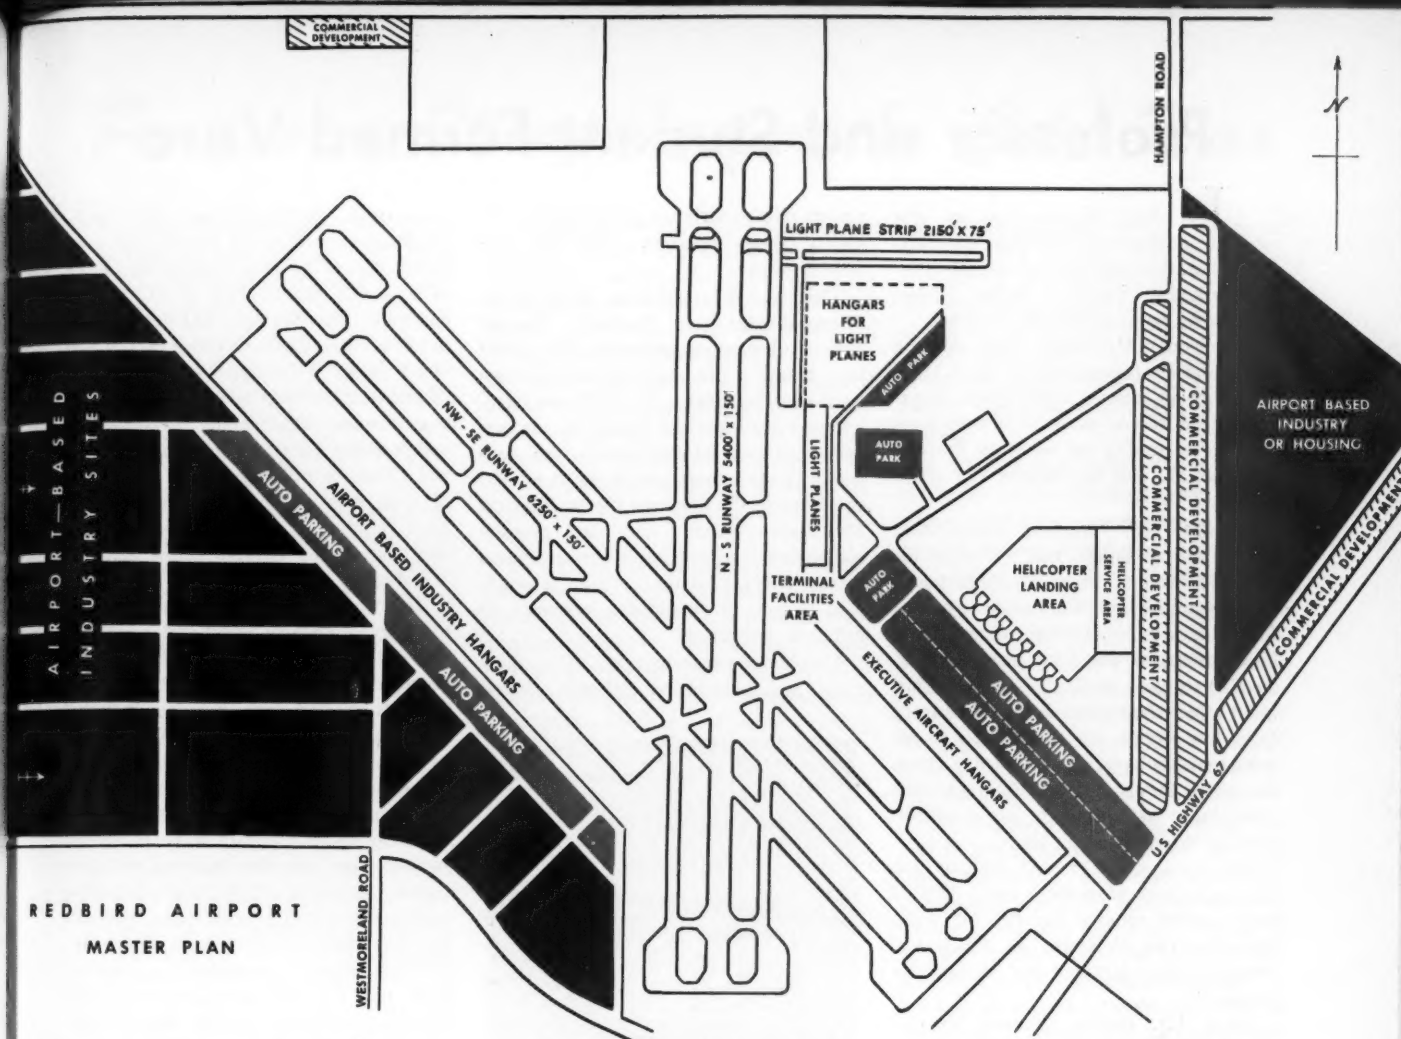 COMMERCIAL
DEVELOPMENT
HAMPTON ROAD
N
LIGHT PLANE STRIP 2150' X 75'
HANGARS
FOR
LIGHT
PLANES
AUTO PARK
AUTO
PARK
LIGHT PLANES
NW - SE RUNWAY 6250' x 150'
N - S RUNWAY 5400' x 150'
AIRPORT BASED
INDUSTRY
OR HOUSING
COMMERCIAL DEVELOPMENT
COMMERCIAL DEVELOPMENT
COMMERCIAL DEVELOPMENT
AIRPORT—BASED
INDUSTRY SITES
AUTO PARKING
AIRPORT BASED INDUSTRY HANGARS
AUTO PARKING
TERMINAL
FACILITIES
AREA
AUTO
PARK
HELICOPTER
LANDING
AREA
HELICOPTER
SERVICE AREA
EXECUTIVE AIRCRAFT HANGARS
AUTO PARKING
AUTO PARKING
U.S. HIGHWAY 67
WESTMORELAND ROAD
REDBIRD AIRPORT
MASTER PLAN